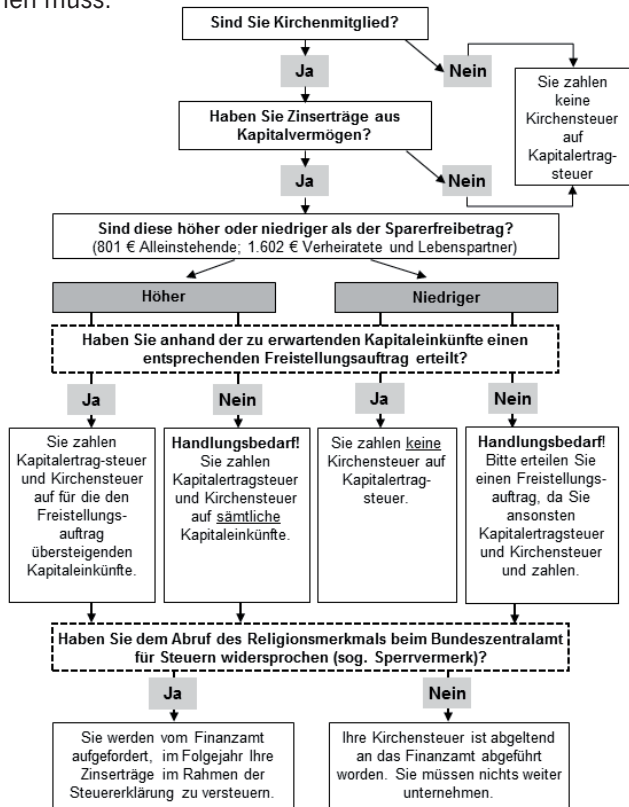 nen muss.
Sind Sie Kirchenmitglied?
Ja
Nein
Sie zahlen
keine
Kirchensteuer
auf
Kapitalertrag-
steuer
Haben Sie Zinserträge aus
Kapitalvermögen?
Ja
Nein
Sind diese höher oder niedriger als der Sparerfreibetrag?
(801 € Alleinstehende; 1.602 € Verheiratete und Lebenspartner)
Höher
Niedriger
Haben Sie anhand der zu erwartenden Kapitaleinkünfte einen
entsprechenden Freistellungsauftrag erteilt?
Ja
Nein
Ja
Nein
Sie zahlen
Kapitalertrag-steuer
und Kirchensteuer
auf für die den
Freistellungs-
auftrag
übersteigenden
Kapitaleinkünfte.
Handlungsbedarf!
Sie zahlen
Kapitalertragsteuer
und Kirchensteuer
auf sämtliche
Kapitaleinkünfte.
Sie zahlen keine
Kirchensteuer auf
Kapitalertrag-
steuer.
Handlungsbedarf!
Bitte erteilen Sie
einen Freistellungs-
auftrag, da Sie
ansonsten
Kapitalertragsteuer
und Kirchensteuer
und zahlen.
Haben Sie dem Abruf des Religionsmerkmals beim Bundeszentralamt
für Steuern widersprochen (sog. Sperrvermerk)?
Ja
Nein
Sie werden vom Finanzamt
aufgefordert, im Folgejahr Ihre
Zinserträge im Rahmen der
Steuererklärung zu versteuern.
Ihre Kirchensteuer ist abgeltend
an das Finanzamt abgeführt
worden. Sie müssen nichts weiter
unternehmen.